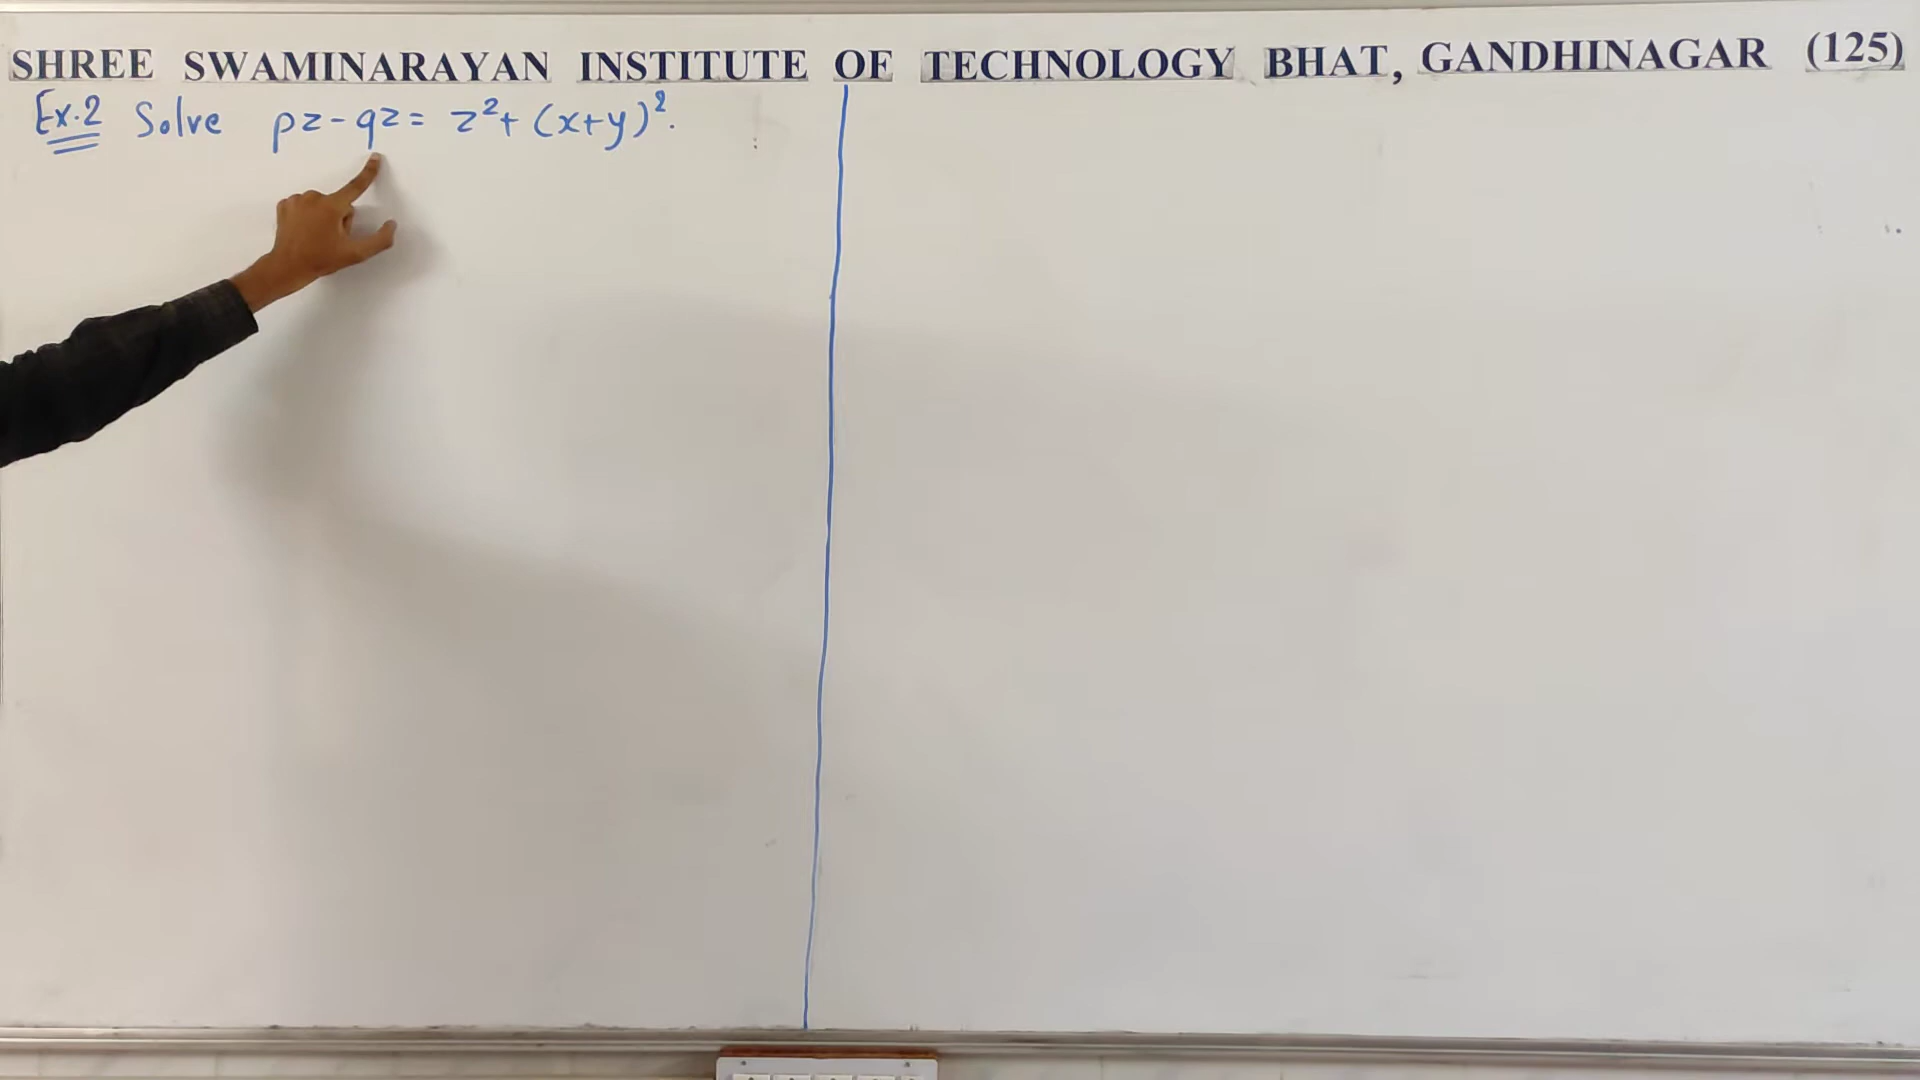 SHREE SWAMINARAYAN INSTITUTE OF TECHNOLOGY BHAT, GANDHINAGAR (125)
Ex.2 Solve pz - qz = z² + (x+y)².